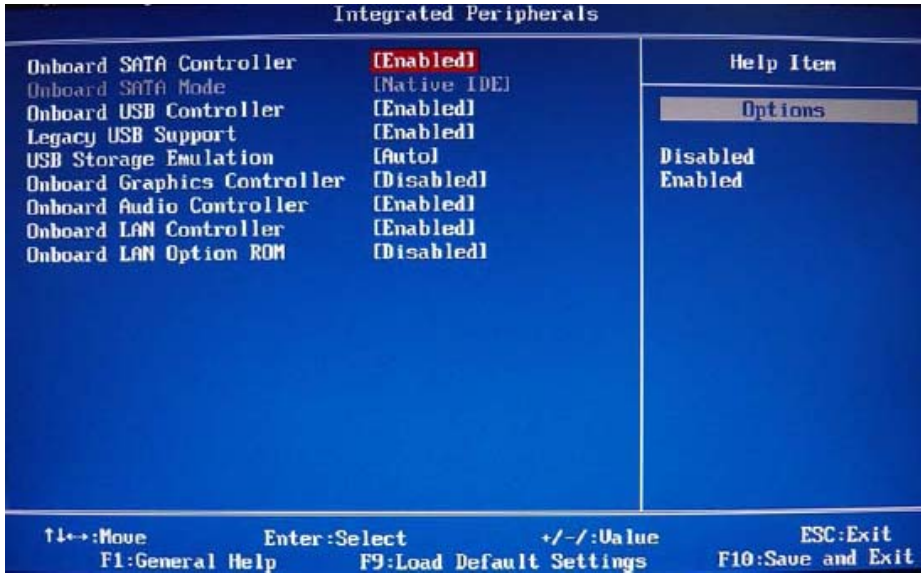 Integrated Peripherals
Onboard SATA Controller [Enabled]
Onboard SATA Mode [Native IDE]
Onboard USB Controller [Enabled]
Legacy USB Support [Enabled]
USB Storage Emulation [Auto]
Onboard Graphics Controller [Disabled]
Onboard Audio Controller [Enabled]
Onboard LAN Controller [Enabled]
Onboard LAN Option ROM [Disabled]
Help Item
Options
Disabled
Enabled
↑↓←→:Move Enter:Select +/-/:Value ESC:Exit
F1:General Help F9:Load Default Settings F10:Save and Exit